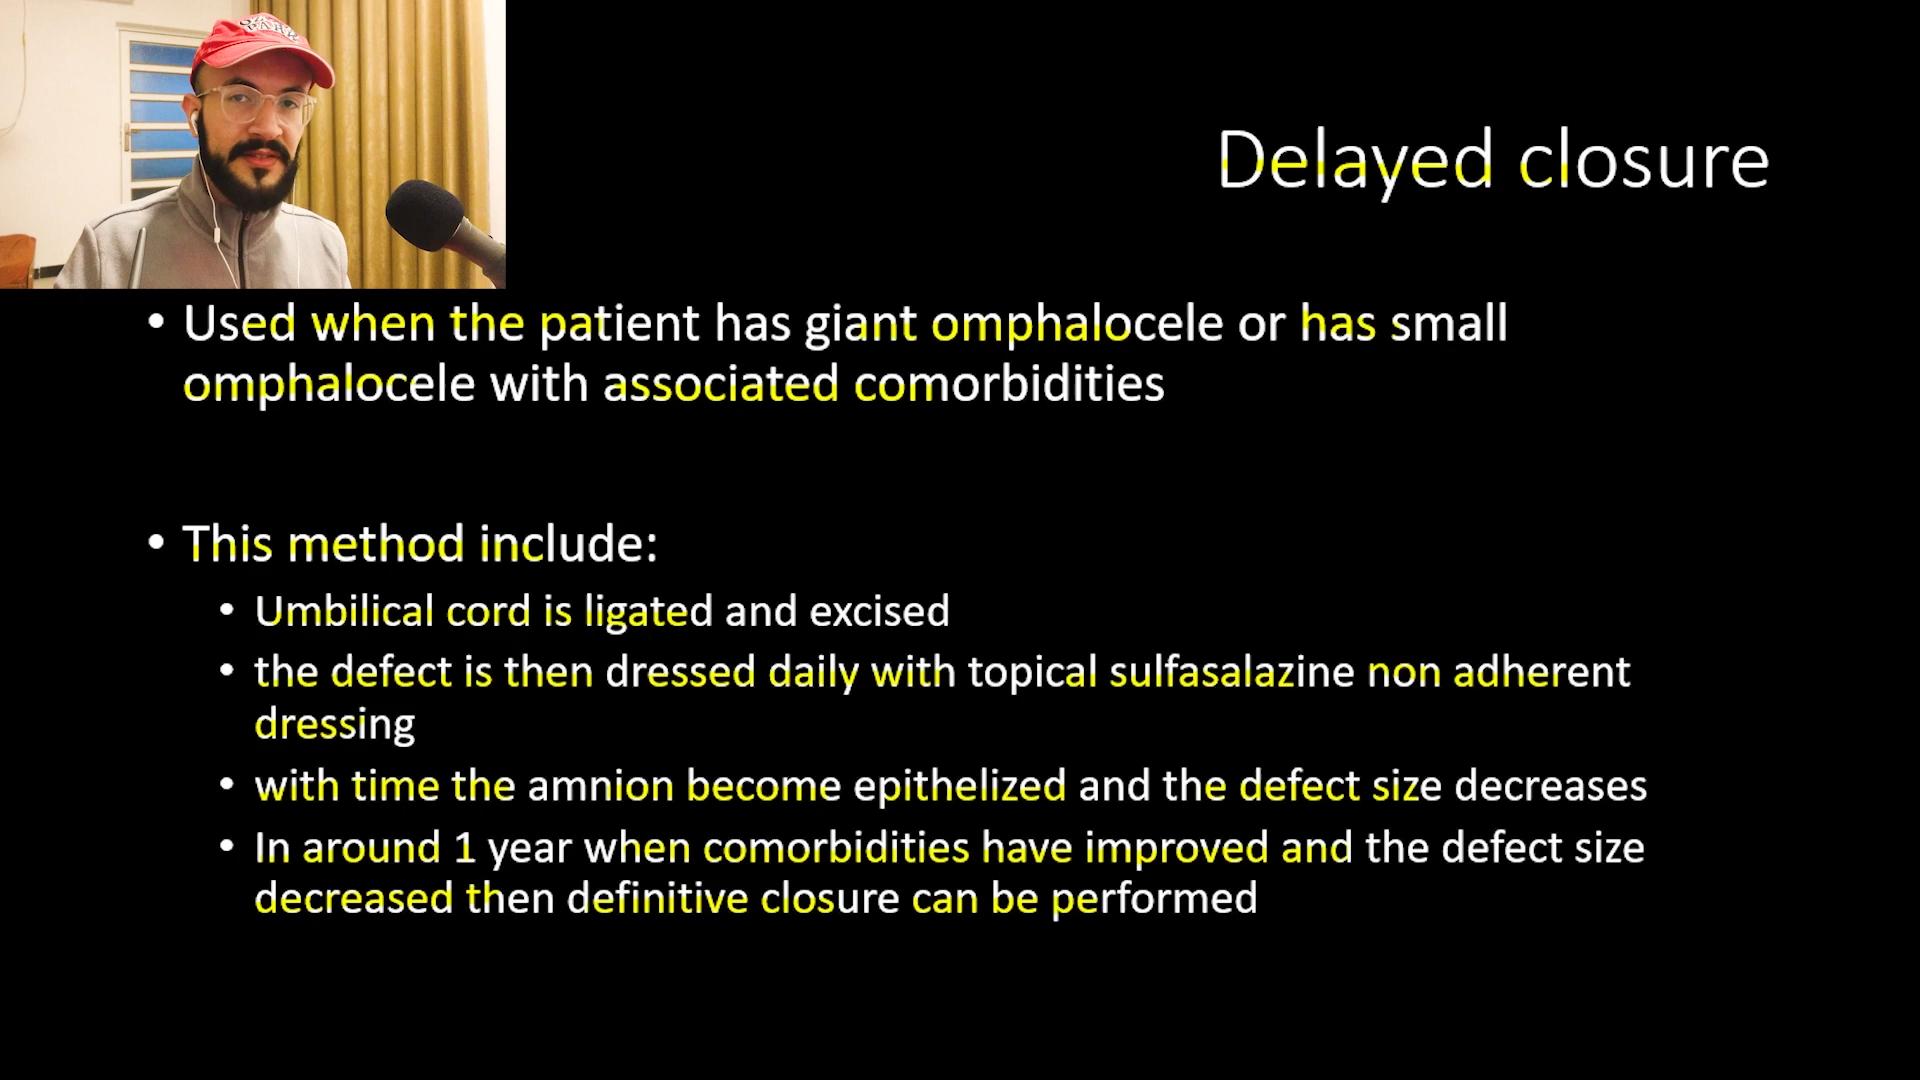 Delayed closure
• Used when the patient has giant omphalocele or has small
omphalocele with associated comorbidities
• This method include:
• Umbilical cord is ligated and excised
• the defect is then dressed daily with topical sulfasalazine non adherent
dressing
• with time the amnion become epithelized and the defect size decreases
• In around 1 year when comorbidities have improved and the defect size
decreased then definitive closure can be performed